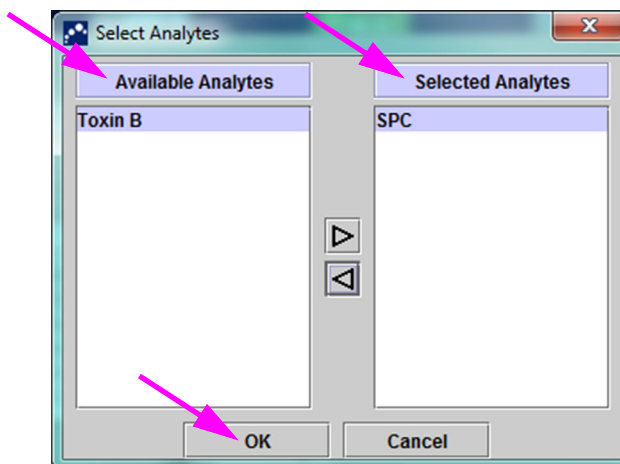 Select Analytes
Available Analytes
Selected Analytes
Toxin B
SPC
OK
Cancel